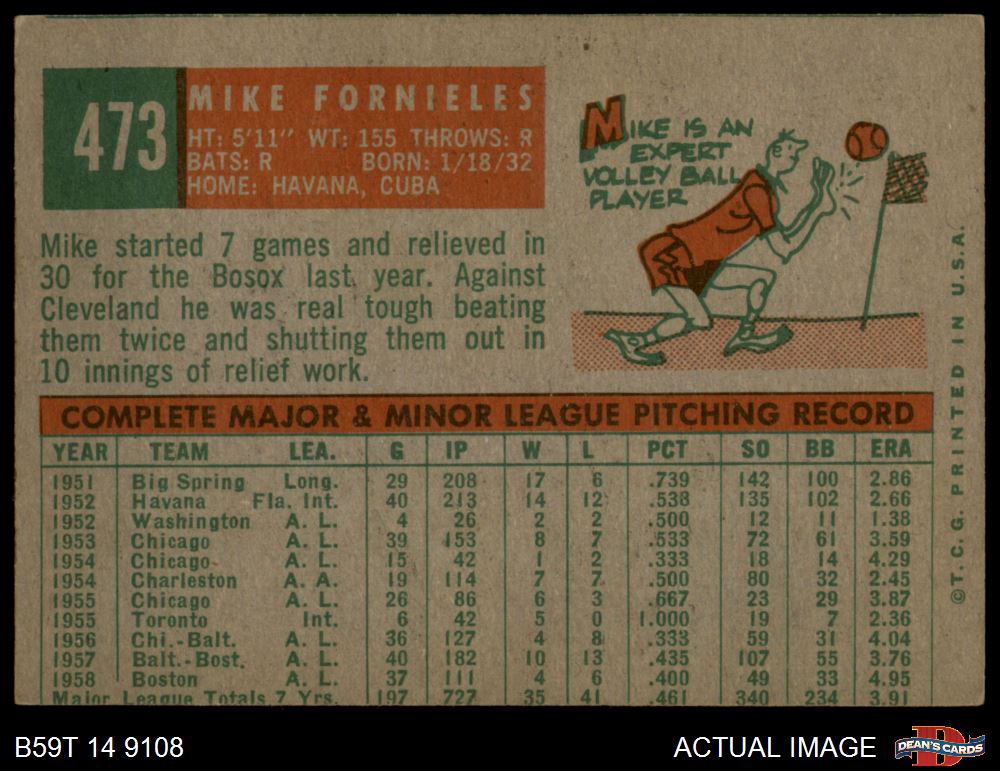 473
MIKE FORNIELES
HT: 5'11" WT: 155 THROWS: R
BATS: R BORN: 1/18/32
HOME: HAVANA, CUBA
MIKE IS AN
EXPERT
VOLLEY BALL
PLAYER
Mike started 7 games and relieved in
30 for the Bosox last year. Against
Cleveland he was real tough beating
them twice and shutting them out in
10 innings of relief work.
COMPLETE MAJOR & MINOR LEAGUE PITCHING RECORD
YEAR TEAM LEA. G IP W L PCT SO BB ERA
1951 Big Spring Long. 29 208 17 6 .739 142 100 2.86
1952 Havana Fla. Int. 40 213 14 12 .538 135 102 2.66
1952 Washington A. L. 4 26 2 2 .500 12 11 1.38
1953 Chicago A. L. 39 153 8 7 .533 72 61 3.59
1954 Chicago A. L. 15 42 1 2 .333 18 14 4.29
1954 Charleston A. A. 19 114 7 7 .500 80 32 2.45
1955 Chicago A. L. 26 86 6 3 .667 23 29 3.87
1955 Toronto Int. 6 42 5 0 1.000 19 7 2.36
1956 Chi.-Balt. A. L. 36 127 4 8 .333 59 31 4.04
1957 Balt.-Bost. A. L. 40 182 10 13 .435 107 55 3.76
1958 Boston A. L. 37 111 4 6 .400 49 33 4.95
Major League Totals 7 Yrs. 197 727 35 41 .461 340 234 3.91
©T. C. G. PRINTED IN U.S.A.
B59T 14 9108
ACTUAL IMAGE
D
DEAN'S CARDS